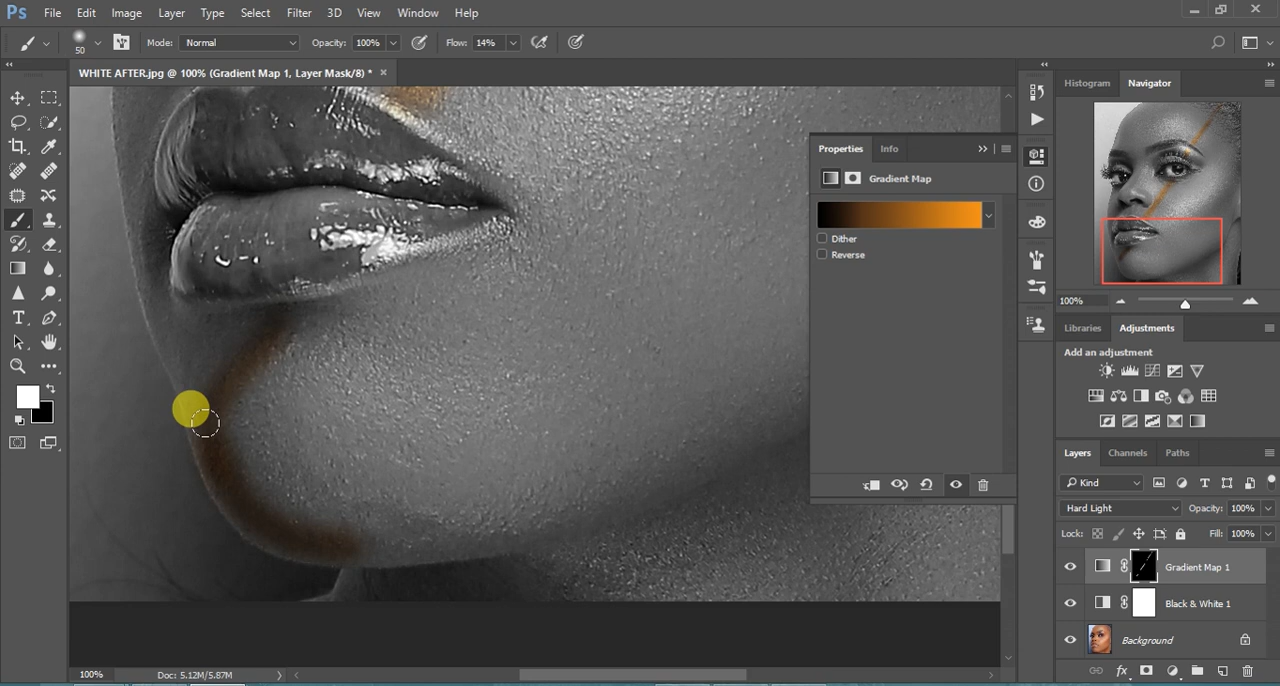 Ps File Edit Image Layer Type Select Filter 3D View Window Help
50 Mode: Normal Opacity: 100% Flow: 14%
WHITE AFTER.jpg @ 100% (Gradient Map 1, Layer Mask/8) * ×
Histogram Navigator
Properties Info
Gradient Map
Dither
Reverse
100%
Libraries Adjustments
Add an adjustment
Layers Channels Paths
Kind
Hard Light Opacity: 100%
Lock: Fill: 100%
Gradient Map 1
Black & White 1
Background
100% Doc: 5.12M/5.87M